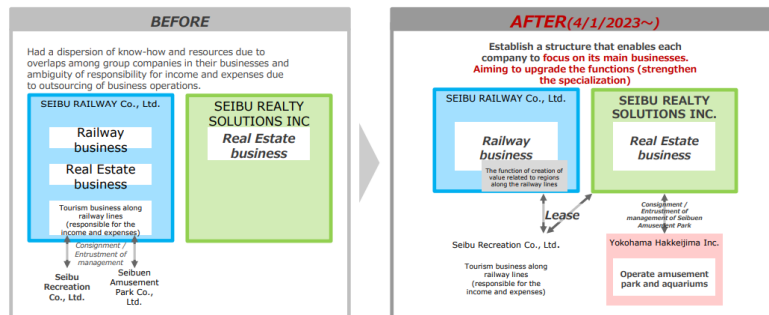 BEFORE
Had a dispersion of know-how and resources due to
overlaps among group companies in their businesses and
ambiguity of responsibility for income and expenses due
to outsourcing of business operations.
SEIBU RAILWAY Co., Ltd.
Railway
business
Real Estate
business
Tourism business along
railway lines
(responsible for the
income and expenses)
SEIBU REALTY
SOLUTIONS INC
Real Estate
business
Consignment /
Entrustment of
management
Seibu
Recreation
Co., Ltd.
Seibuen
Amusement
Park Co.,
Ltd.
AFTER(4/1/2023~)
Establish a structure that enables each
company to focus on its main businesses.
Aiming to upgrade the functions (strengthen
the specialization)
SEIBU RAILWAY Co., Ltd.
Railway
business
The function of creation of
value related to regions
along the railway lines
SEIBU REALTY
SOLUTIONS INC.
Real Estate
business
Lease
Consignment /
Entrustment of
management of Seibuen
Amusement Park
Seibu Recreation Co., Ltd.
Tourism business along
railway lines
(responsible for the
income and expenses)
Yokohama Hakkeijima Inc.
Operate amusement
park and aquariums